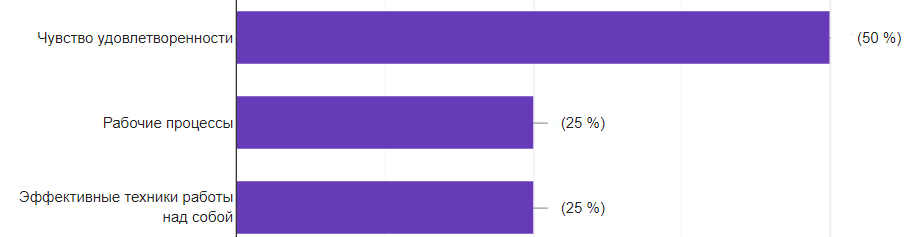 Чувство удовлетворенности (50 %)
Рабочие процессы (25 %)
Эффективные техники работы
над собой (25 %)